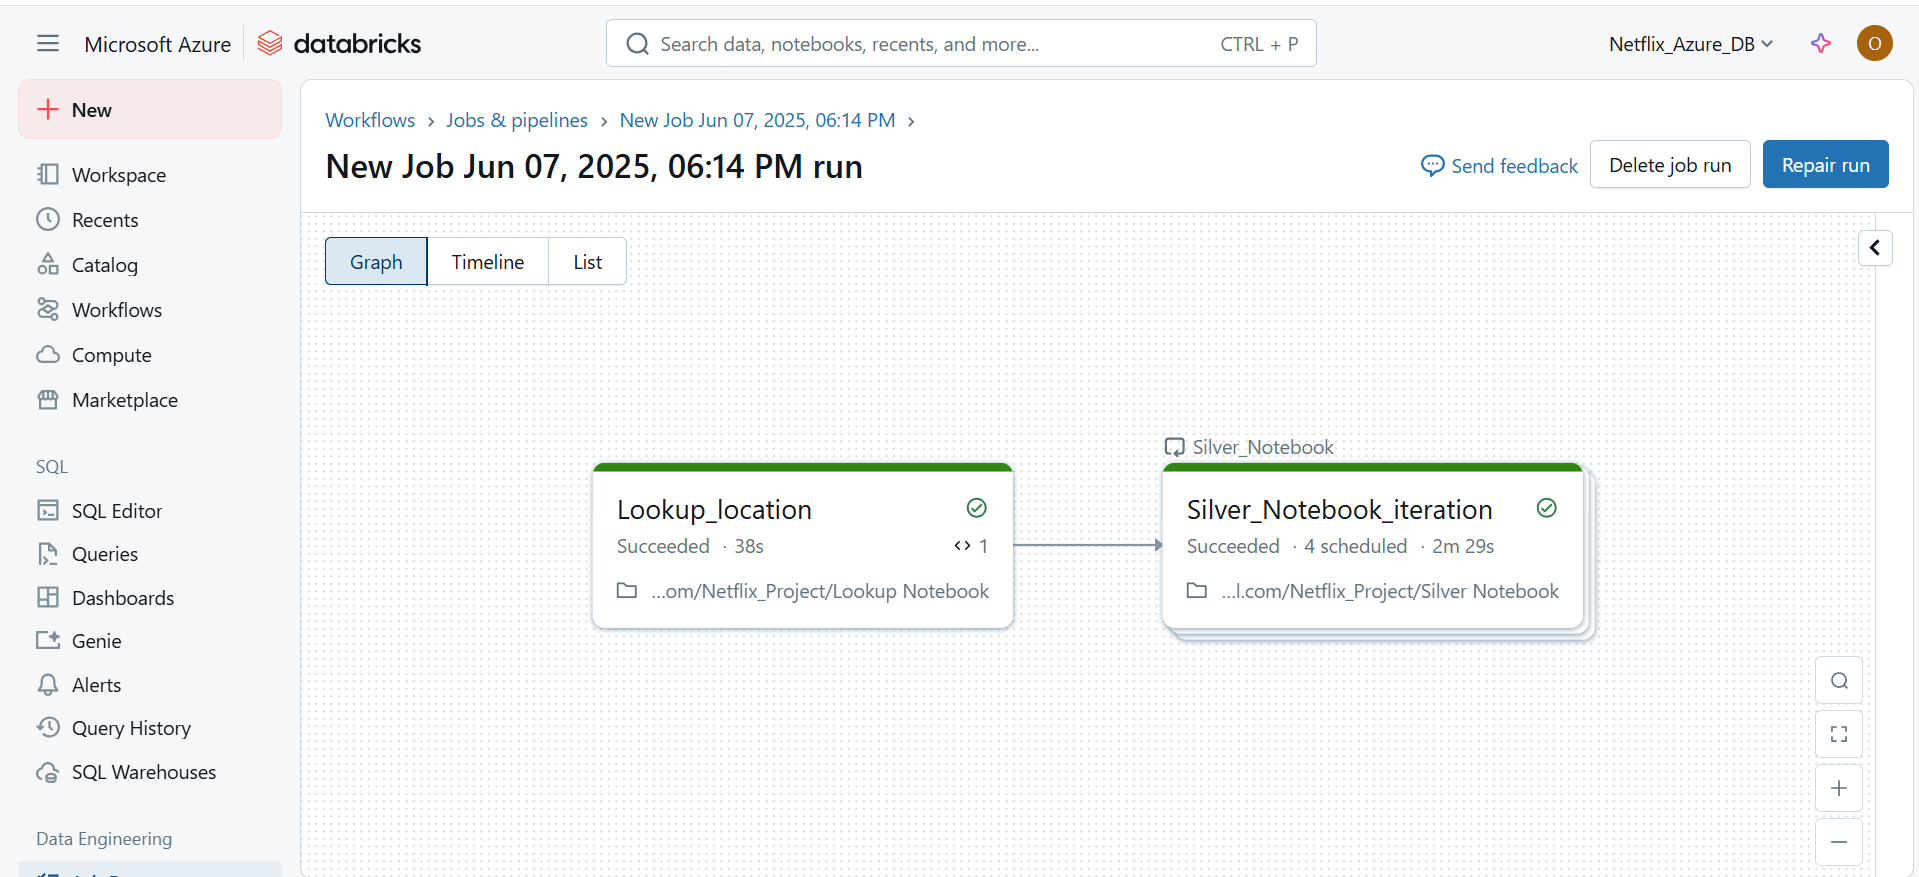 Microsoft Azure databricks
Search data, notebooks, recents, and more... CTRL + P
Netflix_Azure_DB
O
New
Workspace
Recents
Catalog
Workflows
Compute
Marketplace
SQL
SQL Editor
Queries
Dashboards
Genie
Alerts
Query History
SQL Warehouses
Data Engineering
Workflows > Jobs & pipelines > New Job Jun 07, 2025, 06:14 PM >
New Job Jun 07, 2025, 06:14 PM run
Send feedback
Delete job run
Repair run
Graph
Timeline
List
Lookup_location
Succeeded · 38s
<> 1
...om/Netflix_Project/Lookup Notebook
Silver_Notebook
Silver_Notebook_iteration
Succeeded · 4 scheduled · 2m 29s
...l.com/Netflix_Project/Silver Notebook